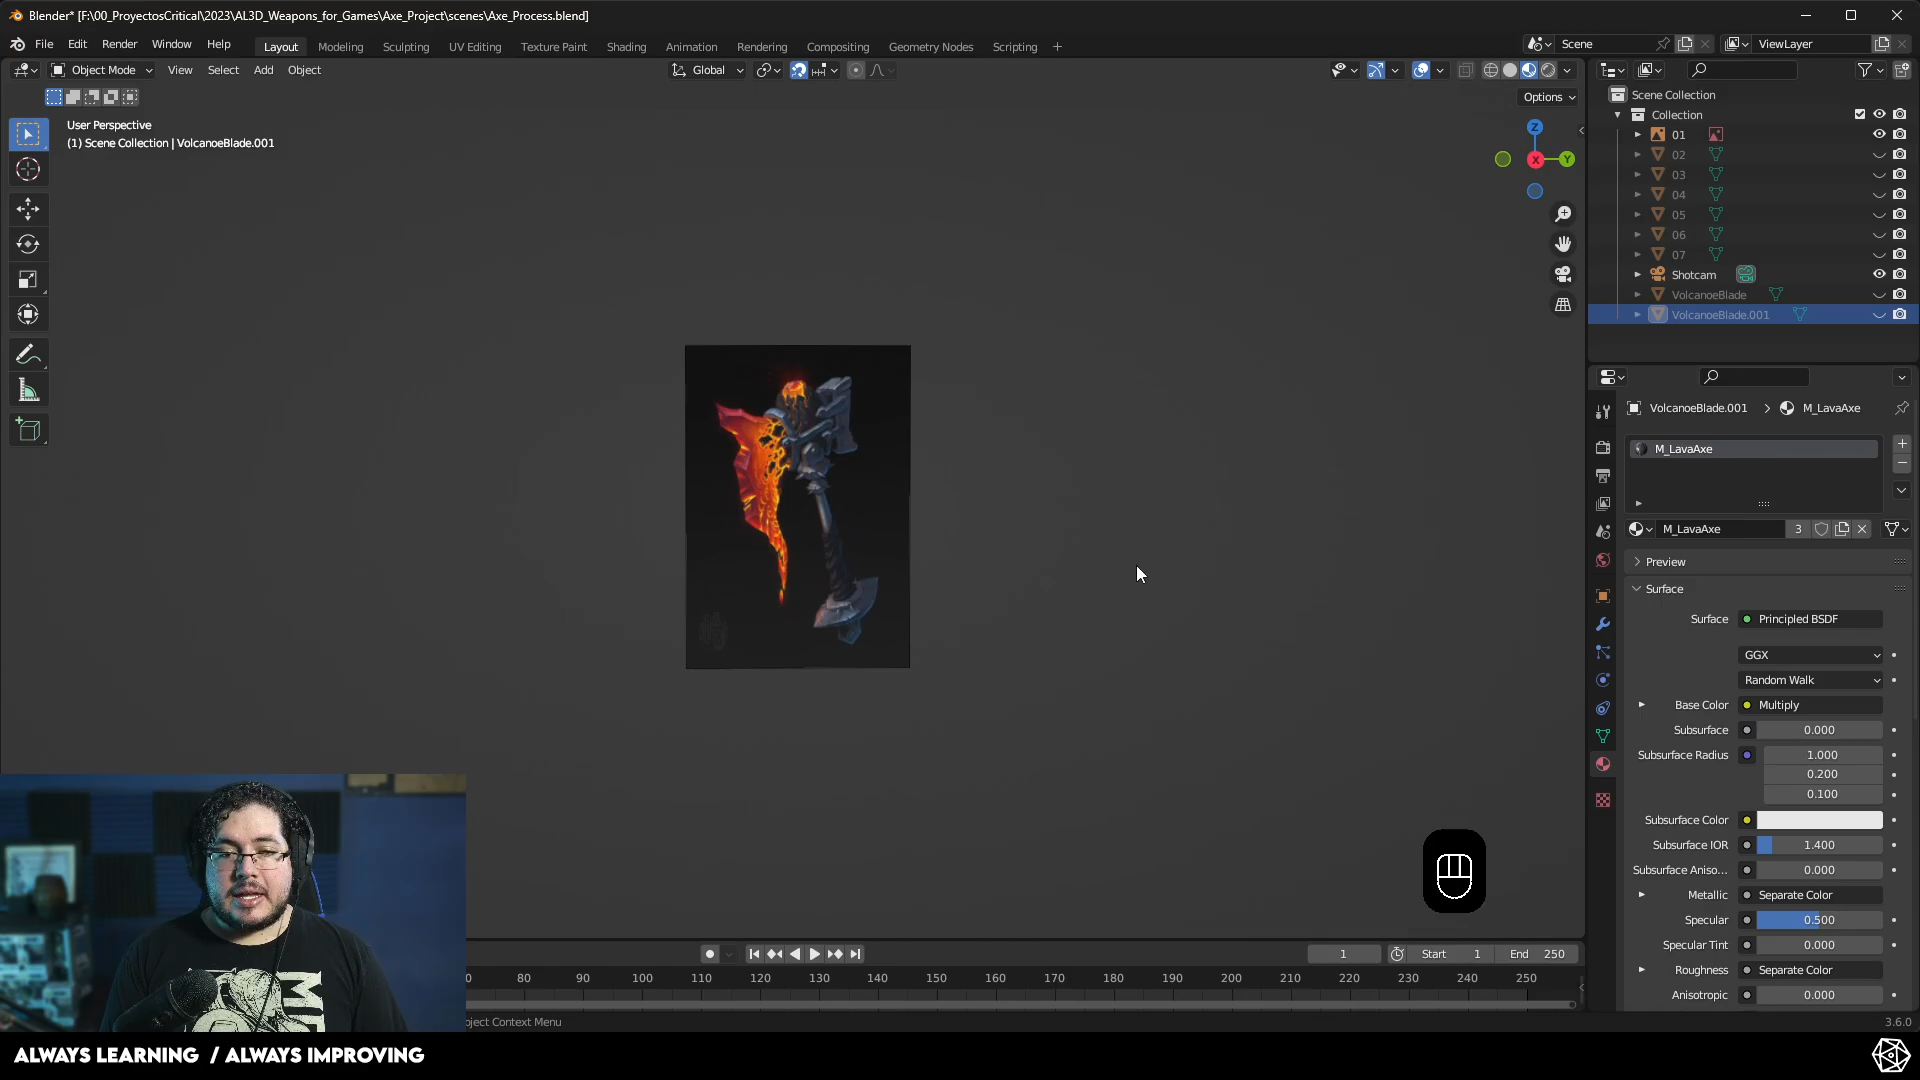 Blender* [F:\00_ProyectosCritical\2023\AL3D_Weapons_for_Games\Axe_Project\scenes\Axe_Process.blend]
File Edit Render Window Help Layout Modeling Sculpting UV Editing Texture Paint Shading Animation Rendering Compositing Geometry Nodes Scripting + Scene ViewLayer
Object Mode View Select Add Object Global
Options
User Perspective
(1) Scene Collection | VolcanoeBlade.001
Z
X
Y
Scene Collection
Collection
01
02
03
04
05
06
07
Shotcam
VolcanoeBlade
VolcanoeBlade.001
VolcanoeBlade.001 > M_LavaAxe
M_LavaAxe
M_LavaAxe 3
Preview
Surface
Surface Principled BSDF
GGX
Random Walk
Base Color Multiply
Subsurface 0.000
Subsurface Radius 1.000
0.200
0.100
Subsurface Color
Subsurface IOR 1.400
Subsurface Aniso... 0.000
Metallic Separate Color
Specular 0.500
Specular Tint 0.000
Roughness Separate Color
Anisotropic 0.000
1 Start 1 End 250
0 80 90 100 110 120 130 140 150 160 170 180 190 200 210 220 230 240 250
oject Context Menu
3.6.0
ALWAYS LEARNING / ALWAYS IMPROVING